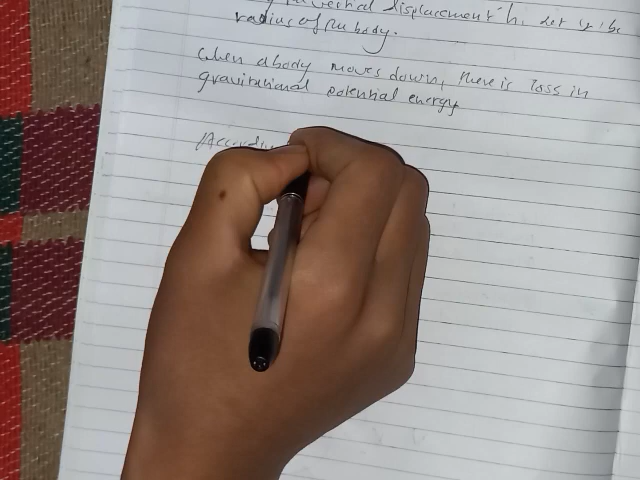 vertical displacement h. let 'r' be
radius of the body.
when a body moves down, there is loss in
gravitational potential energy
Accordin